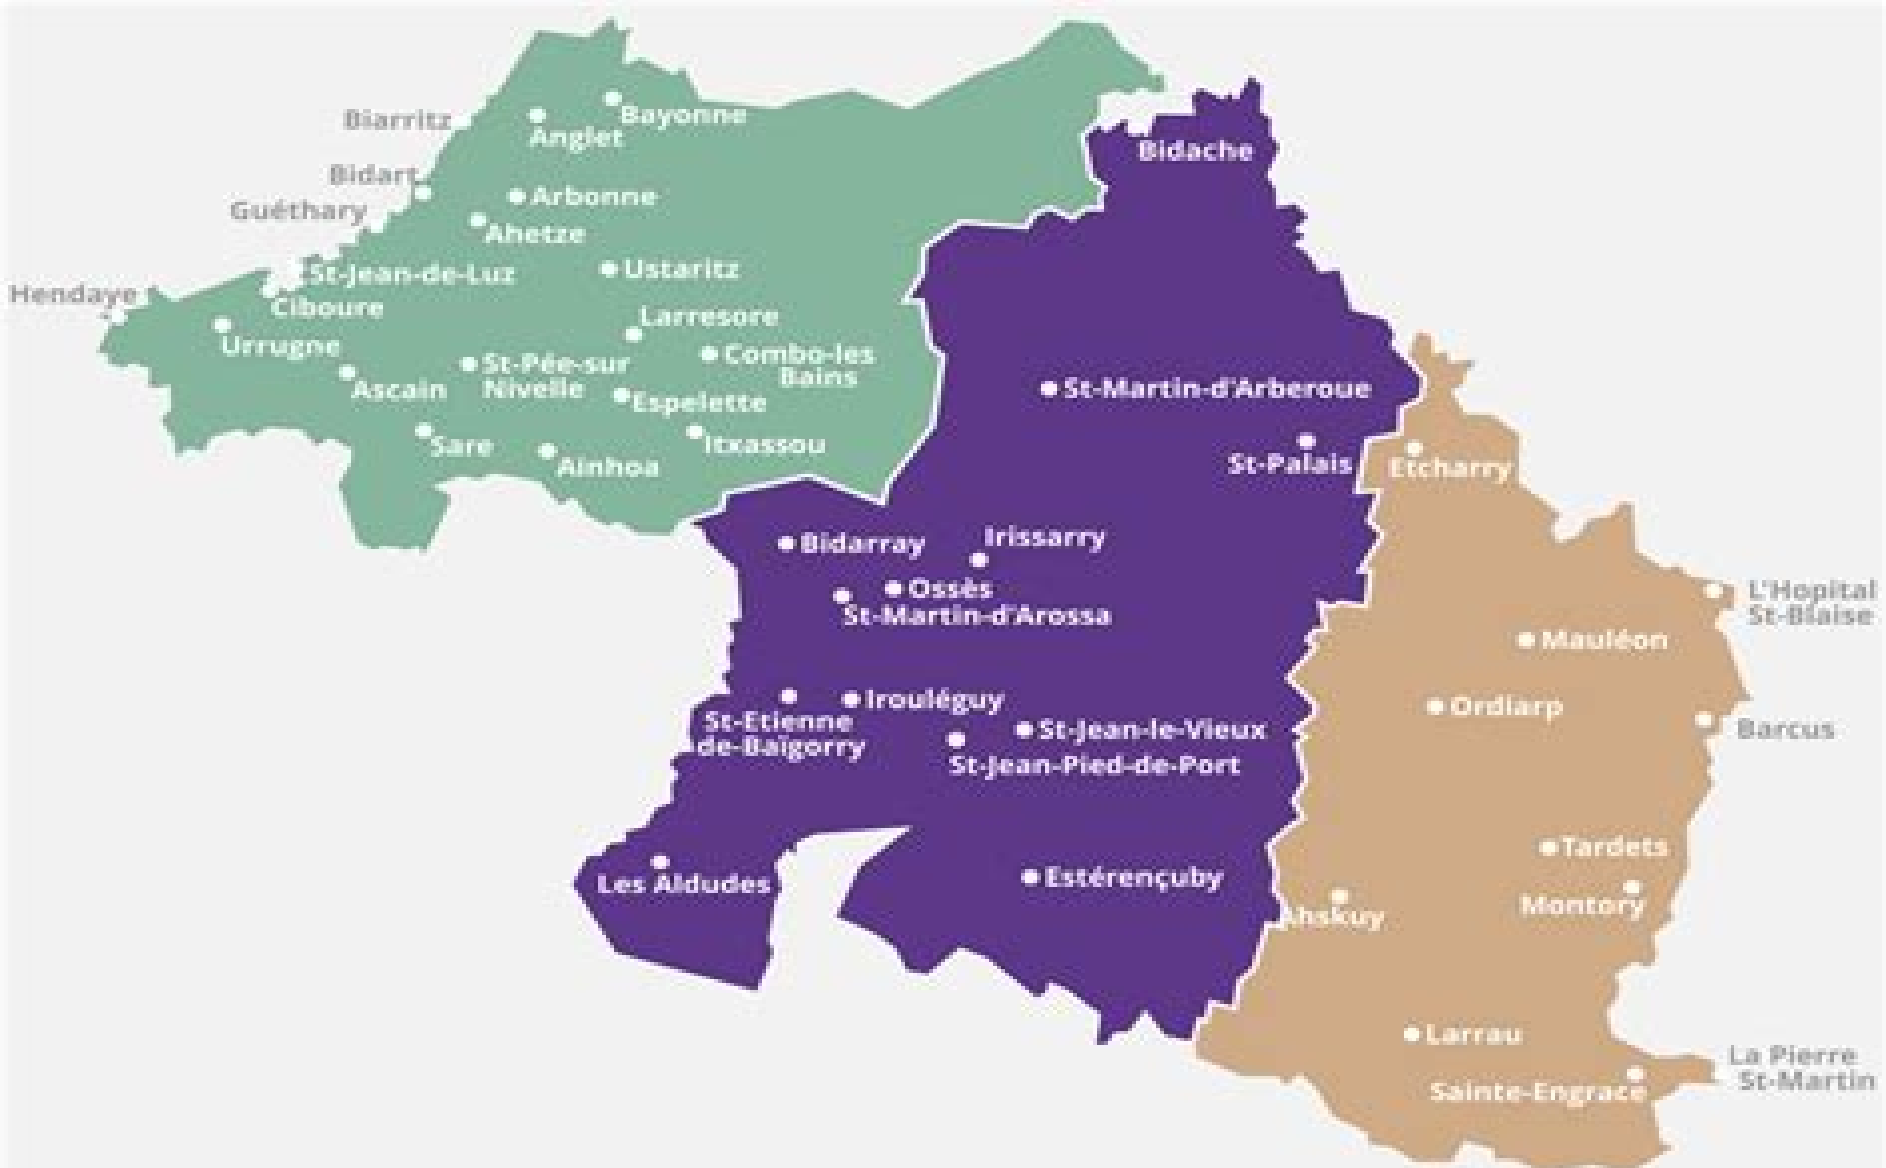 Biarritz
Bayonne
Anglet
Bidache
Bidart
Arbonne
Guéthary
Ahetze
St-Jean-de-Luz
Ustaritz
Hendaye
Ciboure
Larresore
Urrugne
St-Pée-sur
Nivelle
Combo-les
Bains
Ascain
Espelette
St-Martin-d'Arberoue
Sare
Itxassou
Ainhoa
St-Palais
Etcharry
Bidarray
Irissarry
Ossès
St-Martin-d'Arossa
L'Hopital
St-Blaise
Mauléon
St-Etienne
de-Baïgorry
Irouléguy
Ordiarp
St-Jean-le-Vieux
Barcus
St-Jean-Pied-de-Port
Tardets
Les Aldudes
Estérençuby
Montory
Ahskuy
Larrau
La Pierre
St-Martin
Sainte-Engrace